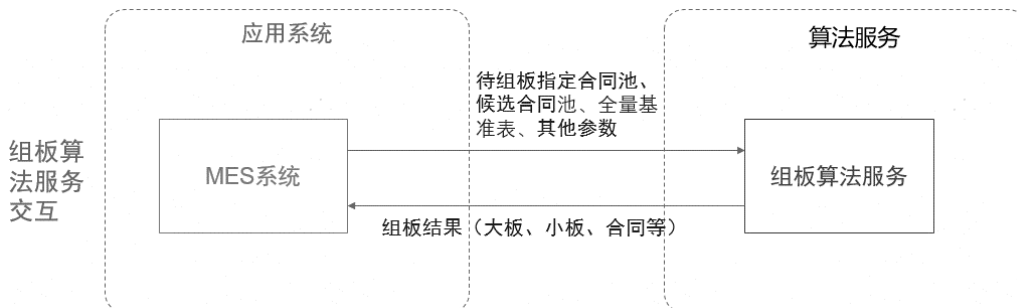 应用系统
算法服务
待组板指定合同池、
候选合同池、全量基
准表、其他参数
组板算
法服务
交互
MES系统
组板算法服务
组板结果（大板、小板、合同等）